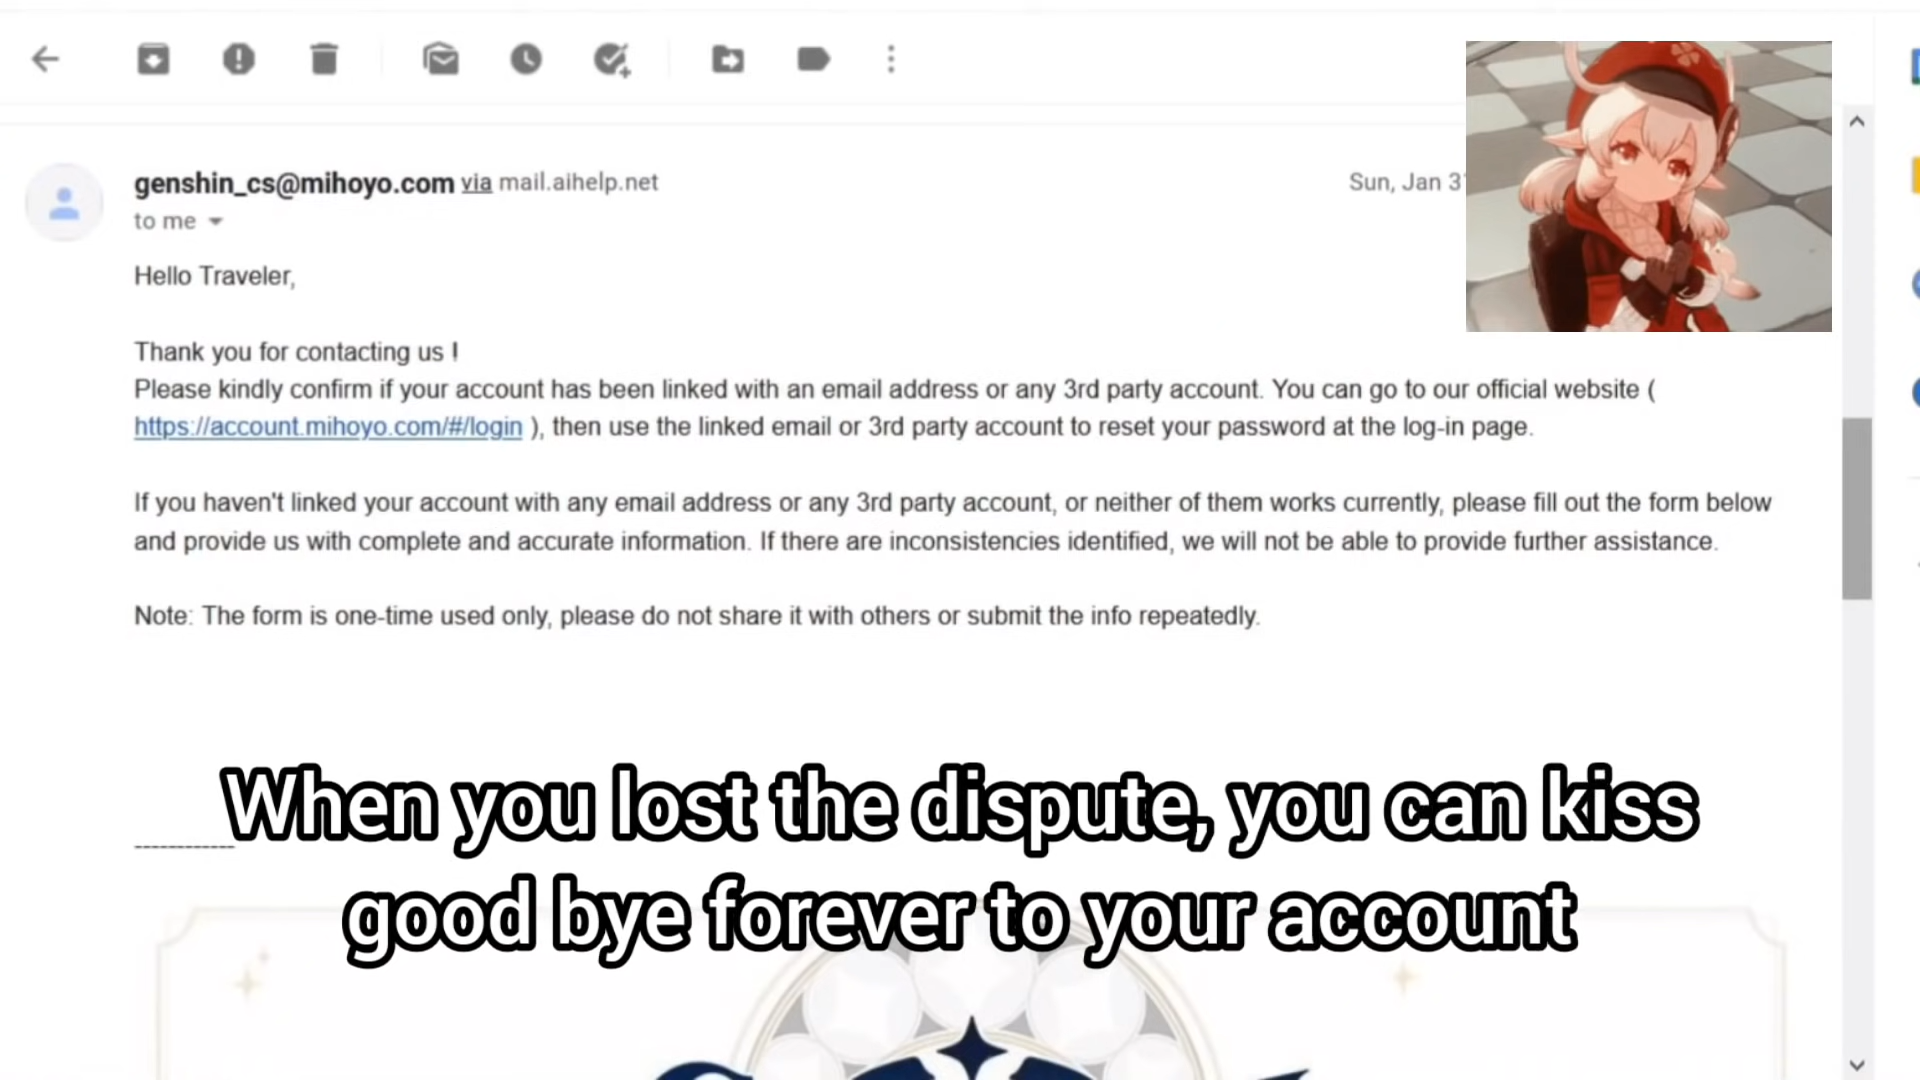 genshin_cs@mihoyo.com via mail.aihelp.net
Sun, Jan 3
to me
Hello Traveler,
Thank you for contacting us !
Please kindly confirm if your account has been linked with an email address or any 3rd party account. You can go to our official website (
https://account.mihoyo.com/#/login ), then use the linked email or 3rd party account to reset your password at the log-in page.
If you haven't linked your account with any email address or any 3rd party account, or neither of them works currently, please fill out the form below
and provide us with complete and accurate information. If there are inconsistencies identified, we will not be able to provide further assistance.
Note: The form is one-time used only, please do not share it with others or submit the info repeatedly.
------------
When you lost the dispute, you can kiss
good bye forever to your account